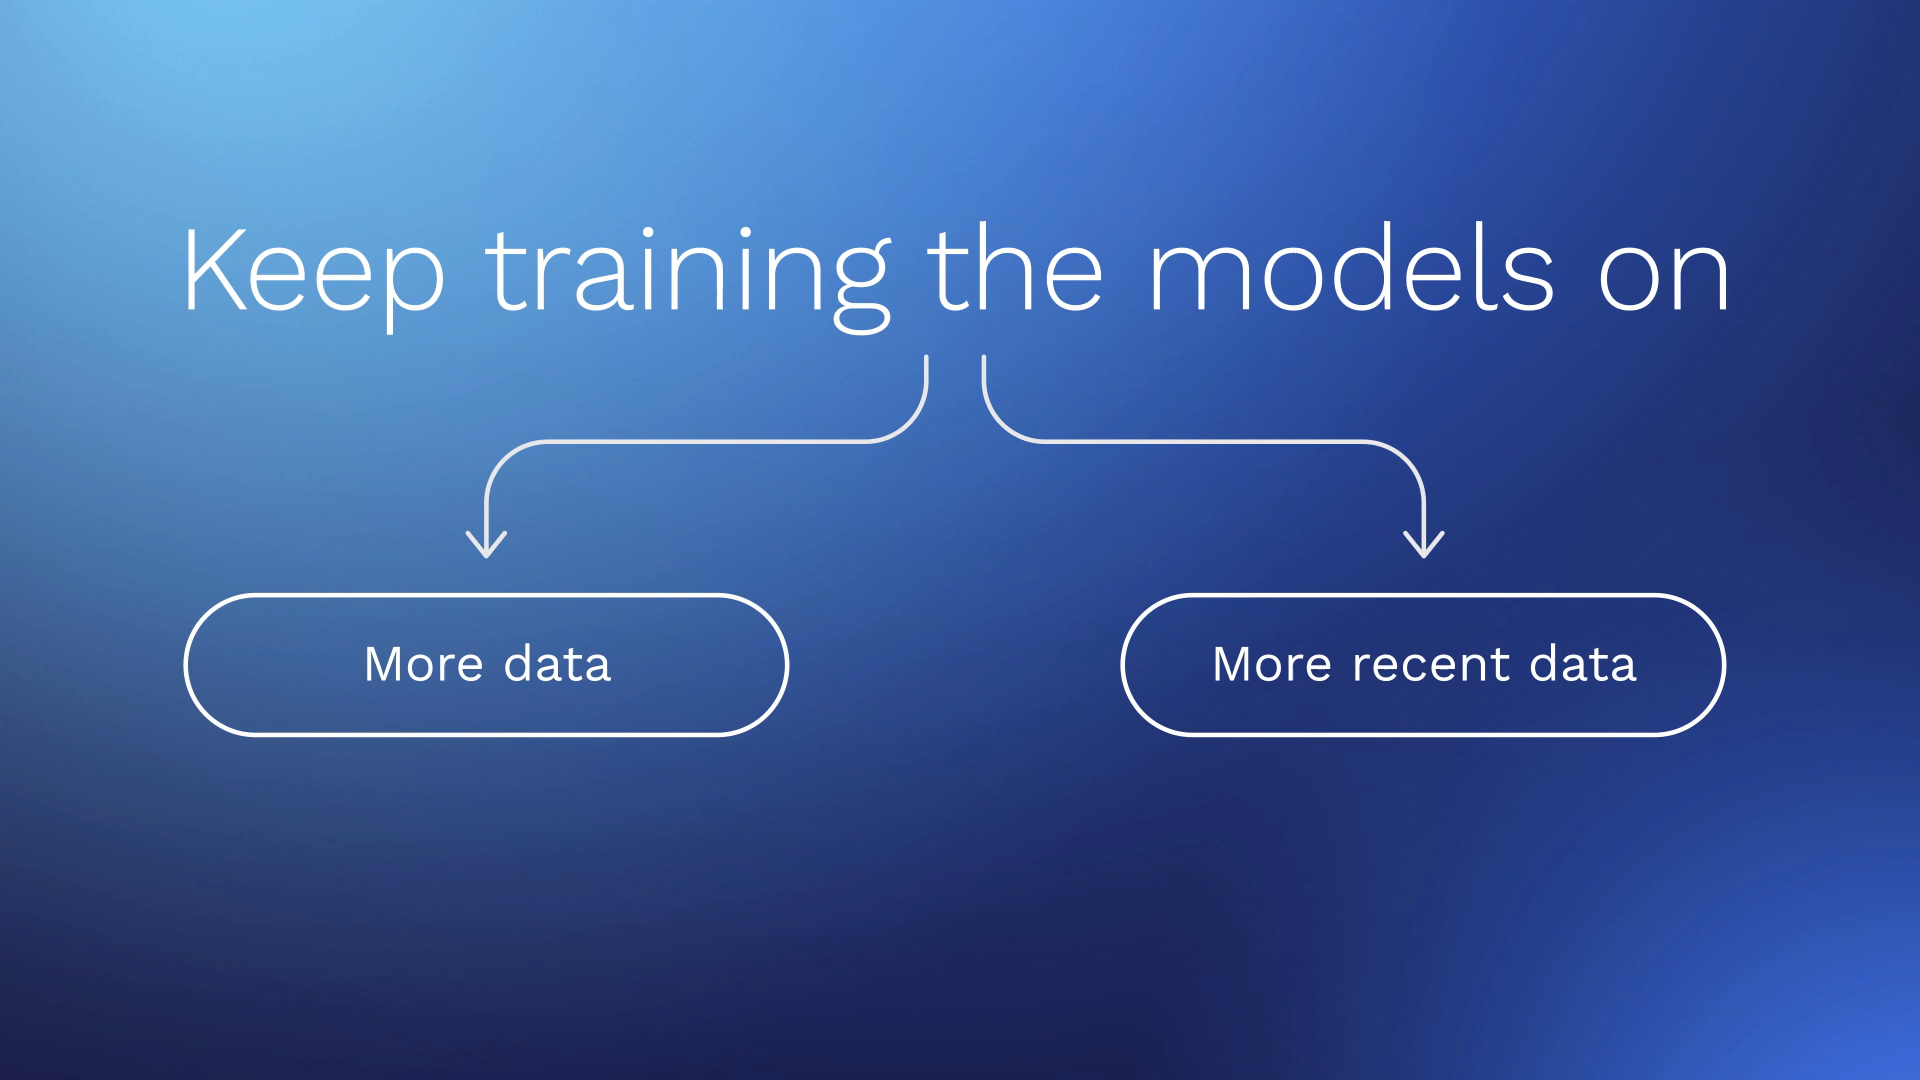 Keep training the models on
More data
More recent data